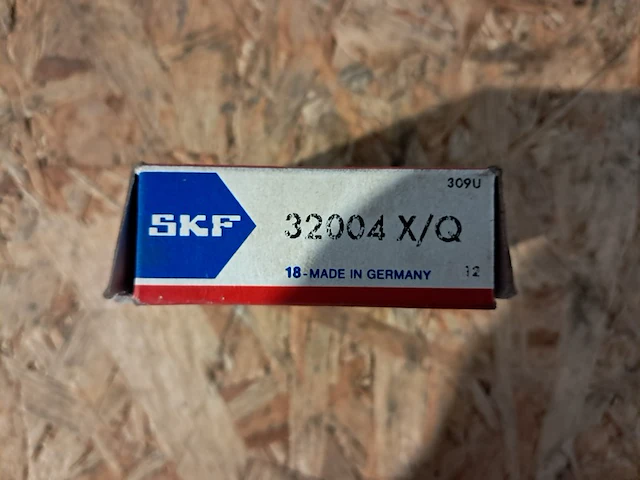 309U
SKF
32004 X/Q
18-MADE IN GERMANY
12